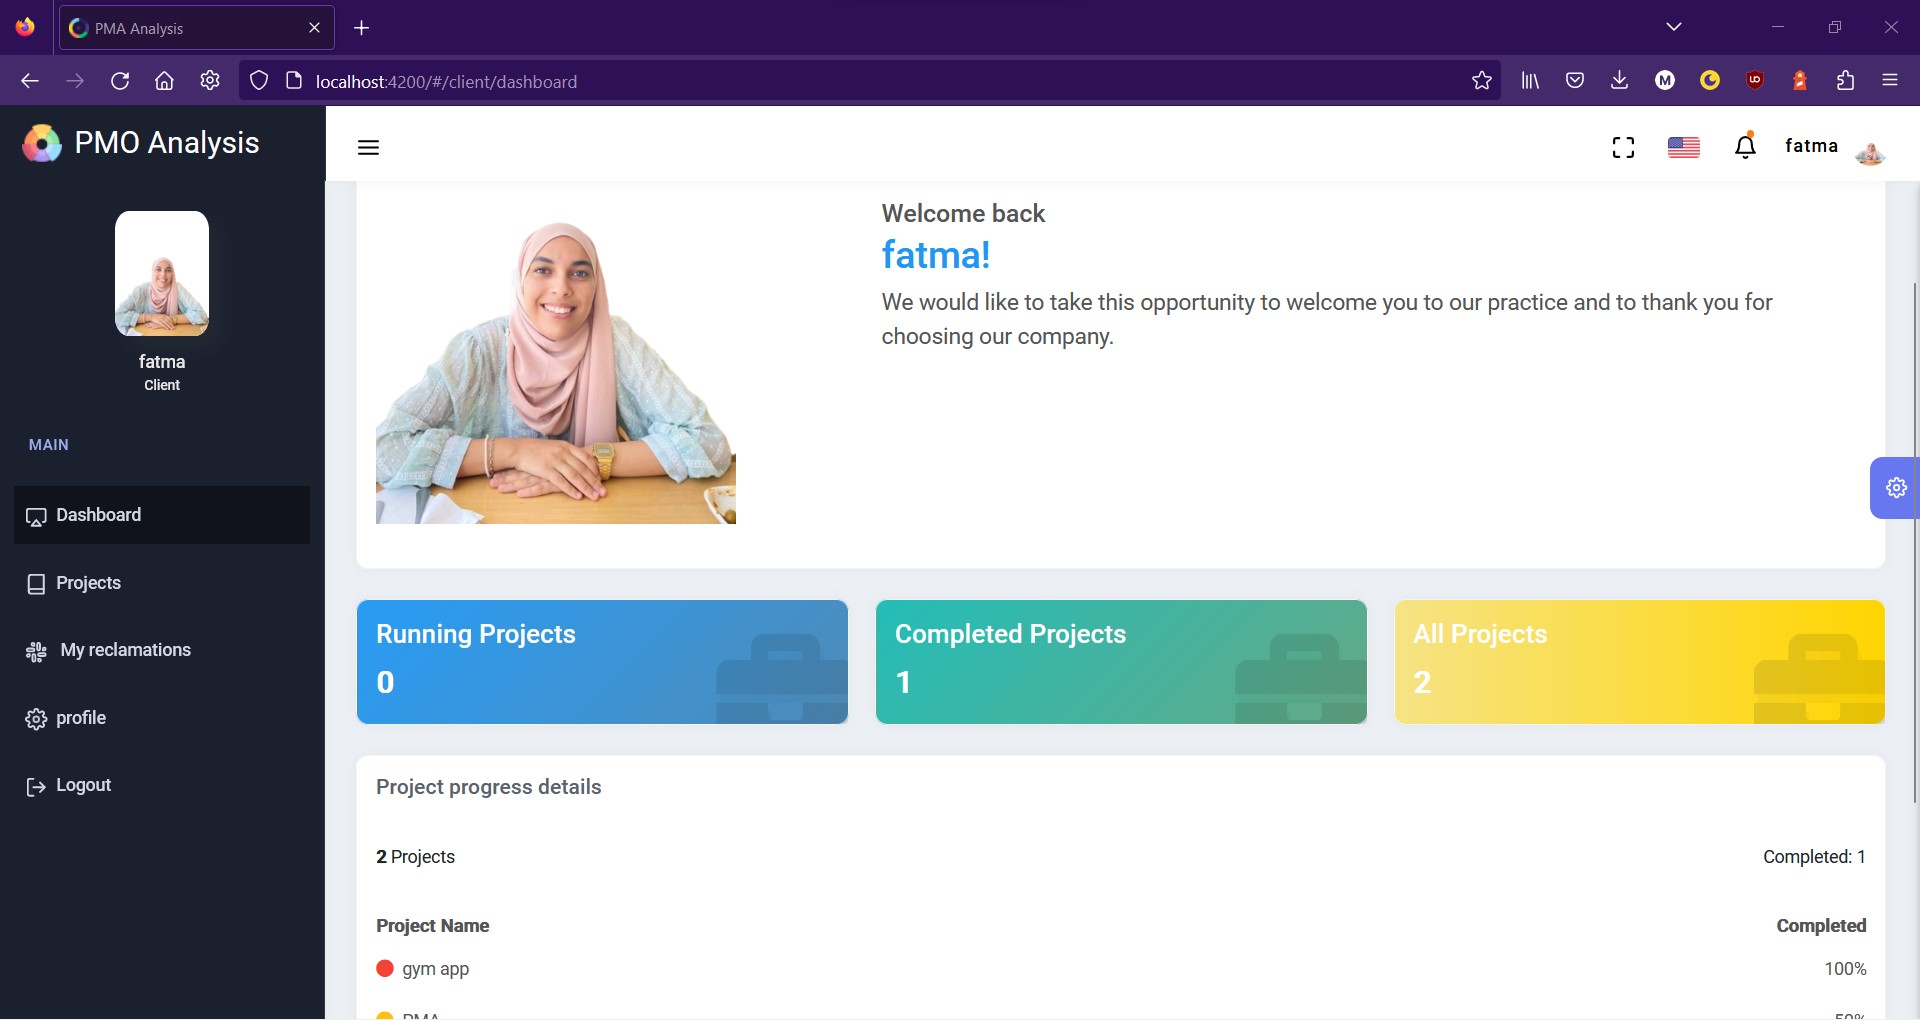 PMA Analysis
localhost:4200/#/client/dashboard
PMO Analysis
fatma
fatma
Client
MAIN
Dashboard
Projects
My reclamations
profile
Logout
Welcome back
fatma!
We would like to take this opportunity to welcome you to our practice and to thank you for
choosing our company.
Running Projects
0
Completed Projects
1
All Projects
2
Project progress details
2 Projects
Completed: 1
Project Name
Completed
gym app
100%
PMA
50%